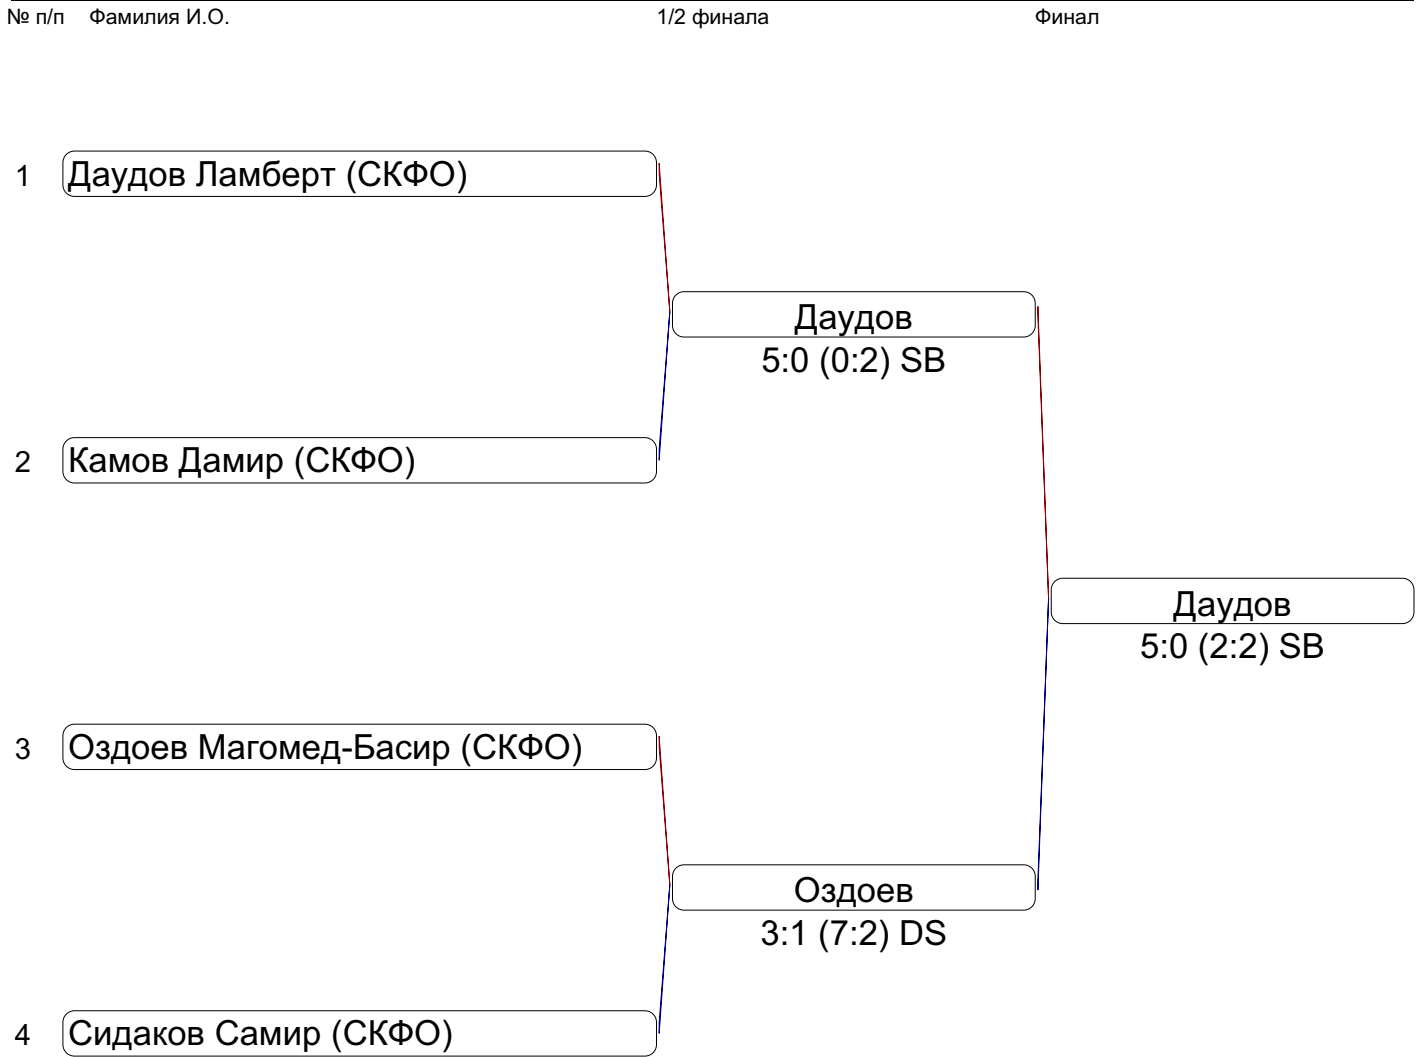 № п/п Фамилия И.О. 1/2 финала Финал
1 Даудов Ламберт (СКФО)
Даудов
5:0 (0:2) SB
2 Камов Дамир (СКФО)
Даудов
5:0 (2:2) SB
3 Оздоев Магомед-Басир (СКФО)
Оздоев
3:1 (7:2) DS
4 Сидаков Самир (СКФО)